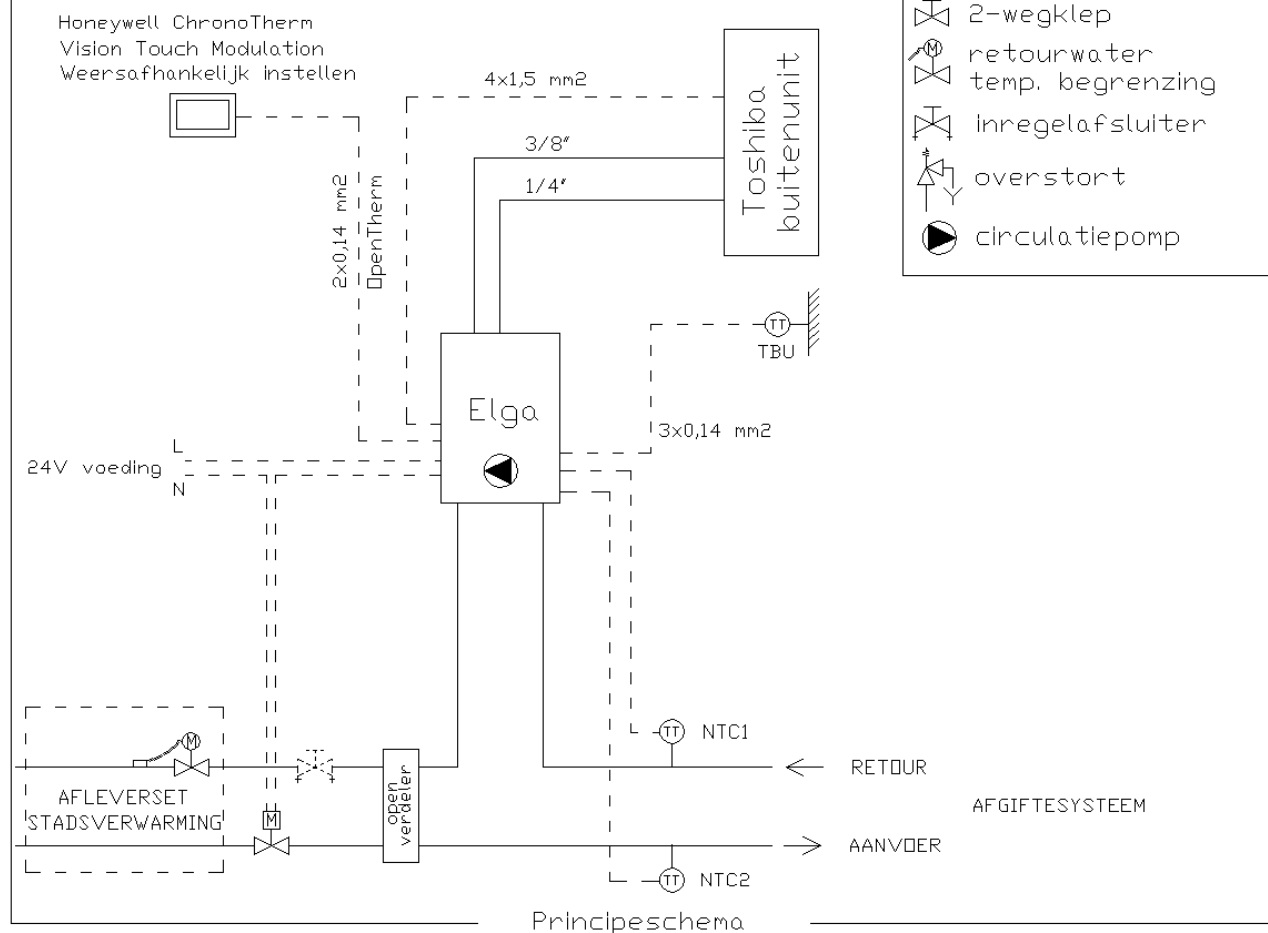 Honeywell ChronoTherm
Vision Touch Modulation
Weersafhankelijk instellen
4x1,5 mm2
3/8"
1/4"
Toshiba
buitenunit
2x0,14 mm2
OpenTherm
2-wegklep
M
retourwater
temp. begrenzing
inregelafsluiter
overstort
circulatiepomp
TT
TBU
Elga
3x0,14 mm2
L
24V voeding
N
TT
NTC1
M
RETOUR
AFLEVERSET
STADSVERWARMING
M
open
verdeler
AFGIFTESYSTEEM
AANVOER
TT
NTC2
Principeschema